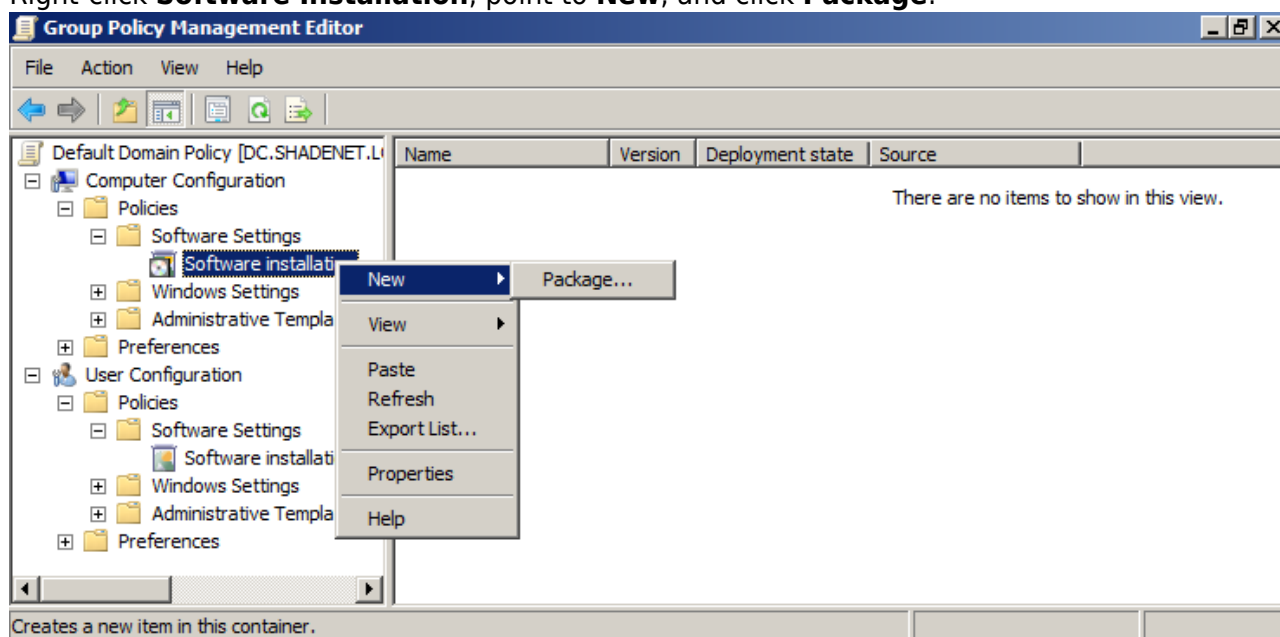 Right-click Software Installation, point to New, and click Package.
Group Policy Management Editor
File Action View Help
Default Domain Policy [DC.SHADENET.L
Name Version Deployment state Source
Computer Configuration
There are no items to show in this view.
Policies
Software Settings
Software installati
New
Package...
Windows Settings
Administrative Templa
View
Preferences
User Configuration
Paste
Policies
Refresh
Software Settings
Export List...
Software installati
Properties
Windows Settings
Administrative Templa
Help
Preferences
Creates a new item in this container.